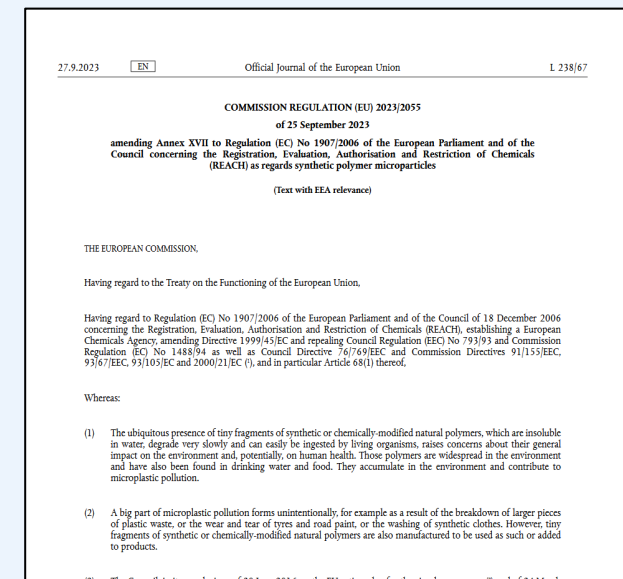 27.9.2023 EN Official Journal of the European Union L 238/67
COMMISSION REGULATION (EU) 2023/2055
of 25 September 2023
amending Annex XVII to Regulation (EC) No 1907/2006 of the European Parliament and of the
Council concerning the Registration, Evaluation, Authorisation and Restriction of Chemicals
(REACH) as regards synthetic polymer microparticles
(Text with EEA relevance)
THE EUROPEAN COMMISSION,
Having regard to the Treaty on the Functioning of the European Union,
Having regard to Regulation (EC) No 1907/2006 of the European Parliament and of the Council of 18 December 2006
concerning the Registration, Evaluation, Authorisation and Restriction of Chemicals (REACH), establishing a European
Chemicals Agency, amending Directive 1999/45/EC and repealing Council Regulation (EEC) No 793/93 and Commission
Regulation (EC) No 1488/94 as well as Council Directive 76/769/EEC and Commission Directives 91/155/EEC,
93/67/EEC, 93/105/EC and 2000/21/EC (¹), and in particular Article 68(1) thereof,
Whereas:
(1) The ubiquitous presence of tiny fragments of synthetic or chemically-modified natural polymers, which are insoluble
in water, degrade very slowly and can easily be ingested by living organisms, raises concerns about their general
impact on the environment and, potentially, on human health. Those polymers are widespread in the environment
and have also been found in drinking water and food. They accumulate in the environment and contribute to
microplastic pollution.
(2) A big part of microplastic pollution forms unintentionally, for example as a result of the breakdown of larger pieces
of plastic waste, or the wear and tear of tyres and road paint, or the washing of synthetic clothes. However, tiny
fragments of synthetic or chemically-modified natural polymers are also manufactured to be used as such or added
to products.